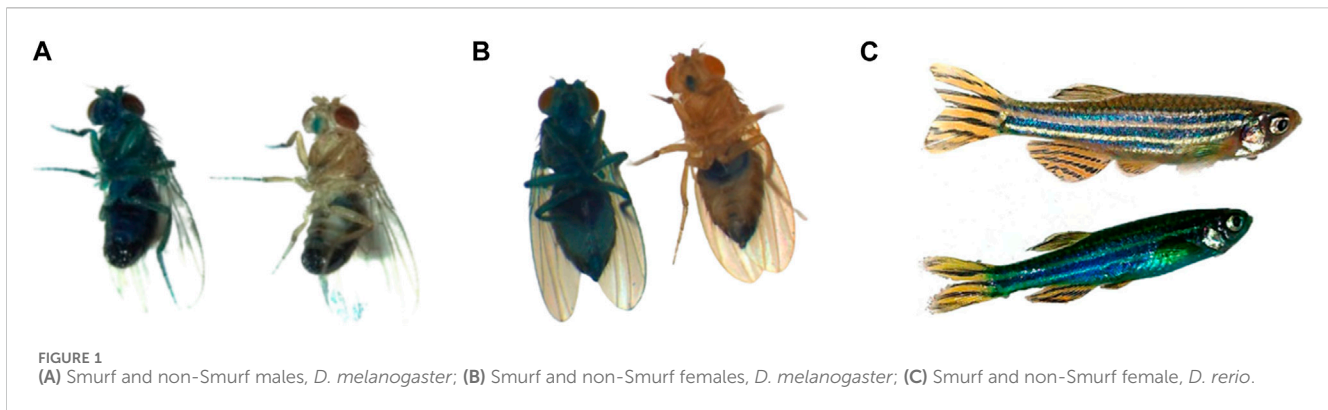 A
B
C
FIGURE 1
(A) Smurf and non-Smurf males, D. melanogaster; (B) Smurf and non-Smurf females, D. melanogaster; (C) Smurf and non-Smurf female, D. rerio.